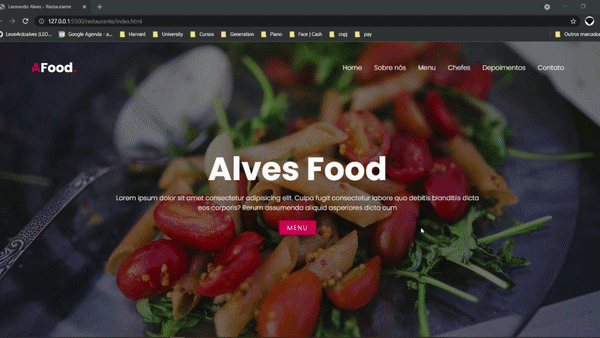 Leonardo Alves - Restaurante
127.0.0.1:5500/restaurante/index.html
Leon4rdoalves (LEO... Google Agenda - a... Harvard University Cursos Generation Piano Face | Cash cnpj pay Outros marcador
AFood.
Home Sobre nós Menu Chefes Depoimentos Contato
Alves Food
Lorem ipsum dolor sit amet consectetur adipisicing elit. Culpa fugit consectetur labore quo debitis blanditiis dicta
eos corporis? Rerum assumenda aliquid asperiores dicta cum
MENU